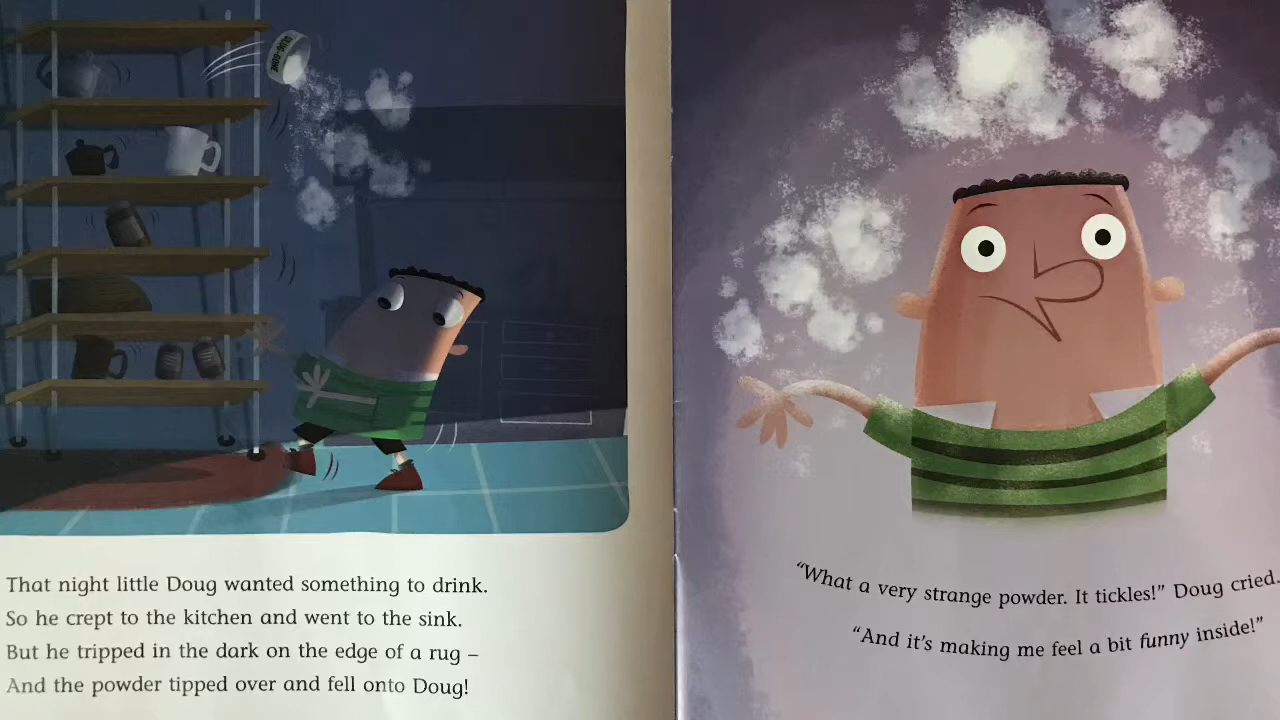 BUG-GONE
That night little Doug wanted something to drink.
So he crept to the kitchen and went to the sink.
But he tripped in the dark on the edge of a rug –
And the powder tipped over and fell onto Doug!
“What a very strange powder. It tickles!” Doug cried.
“And it’s making me feel a bit funny inside!”